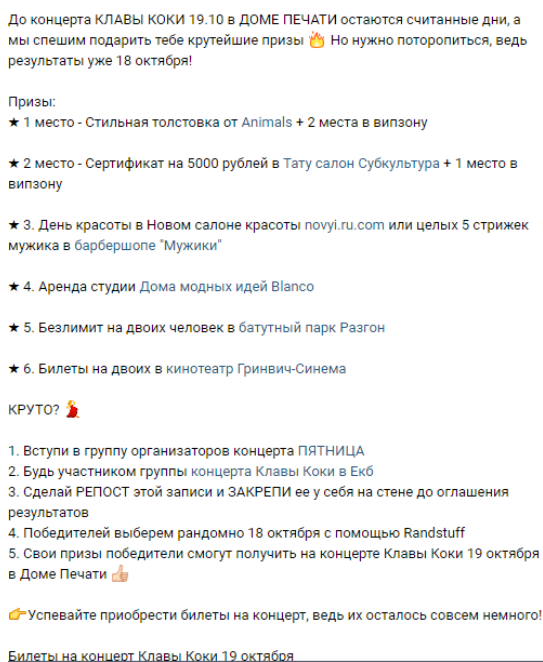 До концерта КЛАВЫ КОКИ 19.10 в ДОМЕ ПЕЧАТИ остаются считанные дни, а
мы спешим подарить тебе крутейшие призы 🔥 Но нужно поторопиться, ведь
результаты уже 18 октября!
Призы:
★ 1 место - Стильная толстовка от Animals + 2 места в випзону
★ 2 место - Сертификат на 5000 рублей в Тату салон Субкультура + 1 место в
випзону
★ 3. День красоты в Новом салоне красоты novyi.ru.com или целых 5 стрижек
мужика в барбершопе "Мужики"
★ 4. Аренда студии Дома модных идей Blanco
★ 5. Безлимит на двоих человек в батутный парк Разгон
★ 6. Билеты на двоих в кинотеатр Гринвич-Синема
КРУТО? 💃
1. Вступи в группу организаторов концерта ПЯТНИЦА
2. Будь участником группы концерта Клавы Коки в Екб
3. Сделай РЕПОСТ этой записи и ЗАКРЕПИ ее у себя на стене до оглашения
результатов
4. Победителей выберем рандомно 18 октября с помощью Randstuff
5. Свои призы победители смогут получить на концерте Клавы Коки 19 октября
в Доме Печати 👍
👉Успевайте приобрести билеты на концерт, ведь их осталось совсем немного!
Билеты на концерт Клавы Коки 19 октября